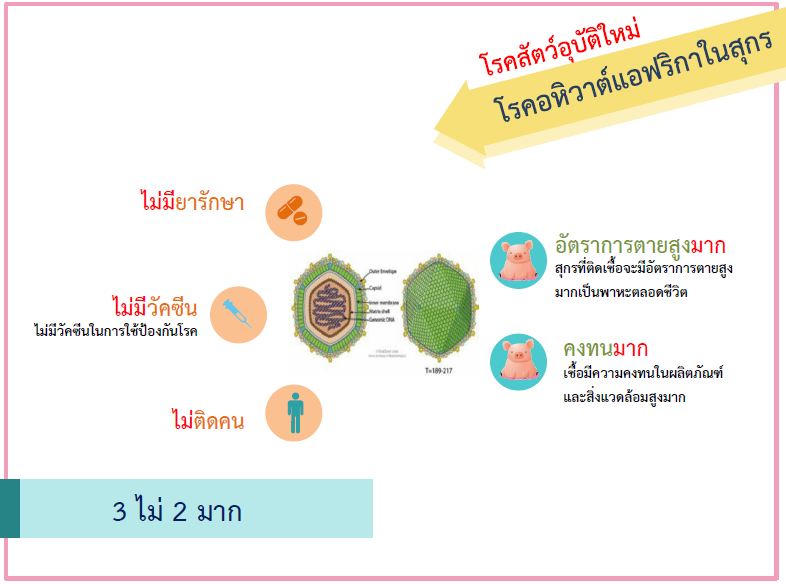 โรคสัตว์อุบัติใหม่
โรคอหิวาต์แอฟริกาในสุกร
ไม่มียารักษา
ไม่มีวัคซีน
ไม่มีวัคซีนในการใช้ป้องกันโรค
ไม่ติดคน
Outer Envelope
Capsid
Inner membrane
Matrix shell
Genomic DNA
T=189-217
อัตราการตายสูงมาก
สุกรที่ติดเชื้อจะมีอัตราการตายสูง
มากเป็นพาหะตลอดชีวิต
คงทนมาก
เชื้อมีความคงทนในผลิตภัณฑ์
และสิ่งแวดล้อมสูงมาก
3 ไม่ 2 มาก